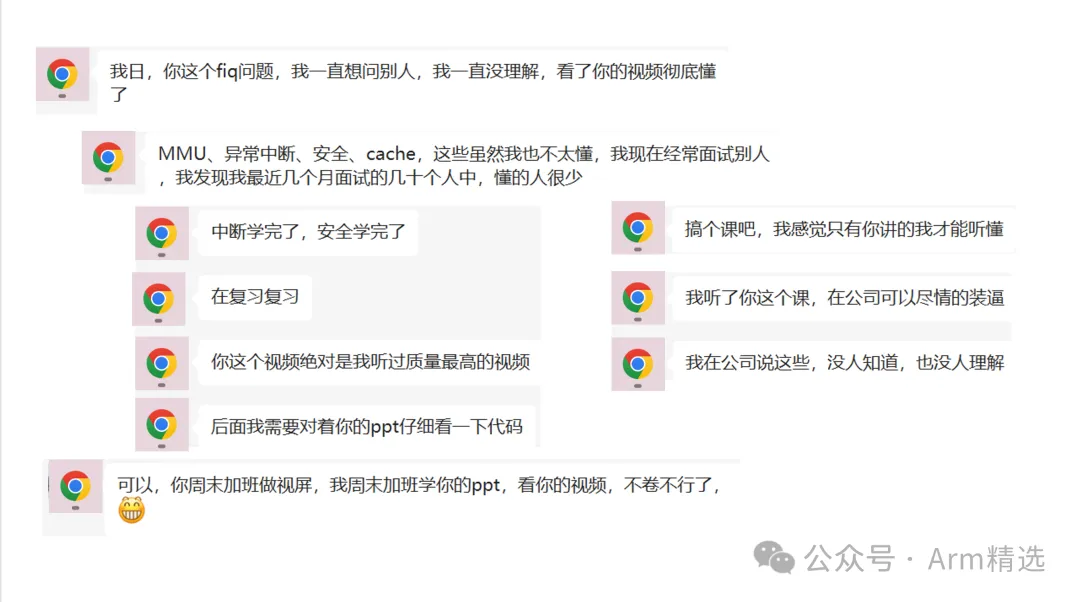 我日，你这个fiq问题，我一直想问别人，我一直没理解，看了你的视频彻底懂
了
MMU、异常中断、安全、cache，这些虽然我也不太懂，我现在经常面试别人
，我发现我最近几个月面试的几十个人中，懂的人很少
中断学完了，安全学完了
在复习复习
你这个视频绝对是我听过质量最高的视频
后面我需要对着你的ppt仔细看一下代码
搞个课吧，我感觉只有你讲的我才能听懂
我听了你这个课，在公司可以尽情的装逼
我在公司说这些，没人知道，也没人理解
可以，你周末加班做视屏，我周末加班学你的ppt，看你的视频，不卷不行了，
😁
公众号 · Arm精选